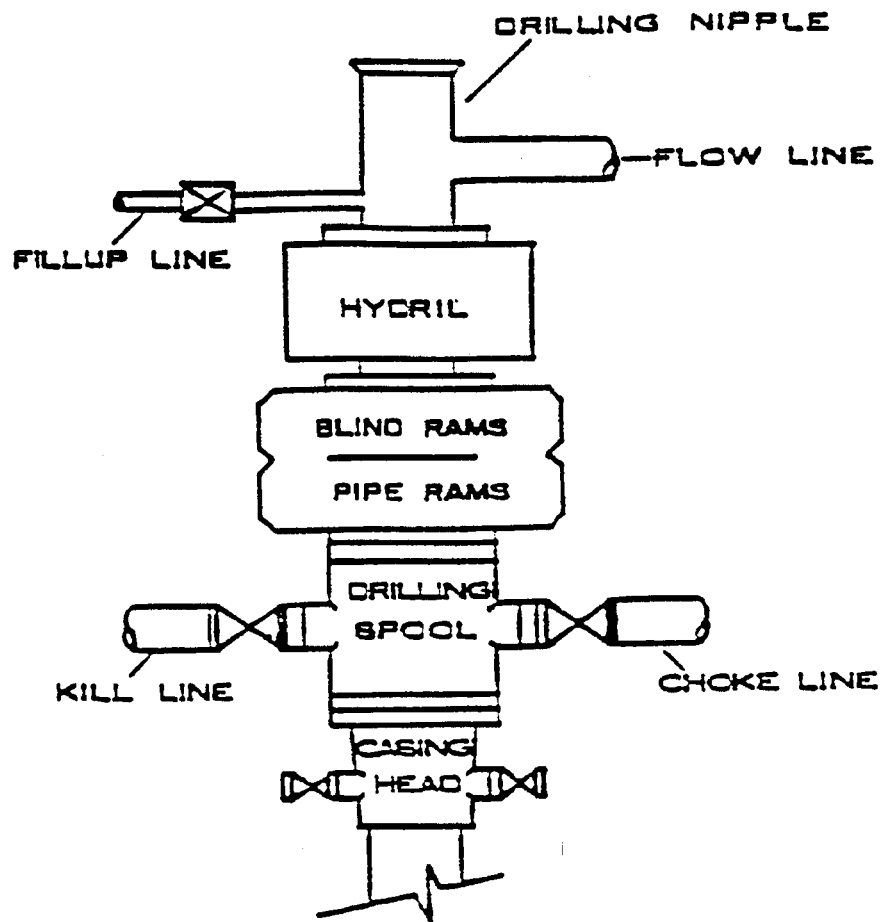 DRILLING NIPPLE
FLOW LINE
FILLUP LINE
HYDRIL
BLIND RAMS
PIPE RAMS
DRILLING
SPOOL
KILL LINE
CHOKE LINE
CASING
HEAD